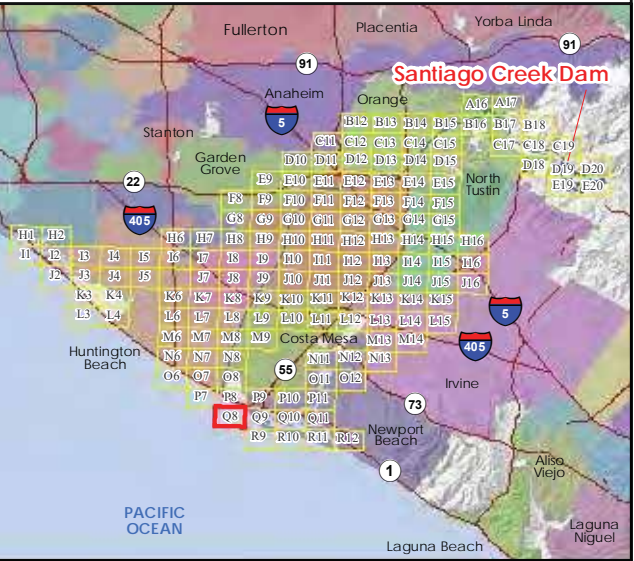 Yorba Linda
Fullerton
Placentia
91
91
Santiago Creek Dam
Anaheim
Orange
A16 A17
5
B12 B13 B14 B15 B16 B17 B18
Stanton
C11 C12 C13 C14 C15 C17 C18 C19
Garden
Grove
D10 D11 D12 D13 D14 D15 D18 D19 D20
North
Tustin
E9 E10 E11 E12 E13 E14 E15 E19 E20
22
F8 F9 F10 F11 F12 F13 F14 F15
405
G8 G9 G10 G11 G12 G13 G14 G15
H1 H2 H6 H7 H8 H9 H10 H11 H12 H13 H14 H15 H16
I1 I2 I3 I4 I5 I6 I7 I8 I9 I10 I11 I12 I13 I14 H15 I16
J2 J3 J4 J5 J7 J8 J9 J10 J11 J12 J13 J14 J15 J16
K3 K4 K6 K7 K8 K9 K10 K11 K12 K13 K14 K15
5
L3 L4 L6 L7 L8 L9 L10 L11 L12 L13 L14 L15
M6 M7 M8 M9 Costa Mesa M13 M14
405
Huntington
Beach
N6 N7 N8 N11 N12 N13
55
O6 O7 O8 O11 O12
Irvine
P7 P8 P9 P10 P11
73
Q8 Q9 Q10 Q11
Newport
Beach
R9 R10 R11 R12
1
Aliso
Viejo
PACIFIC
OCEAN
Laguna
Niguel
Laguna Beach